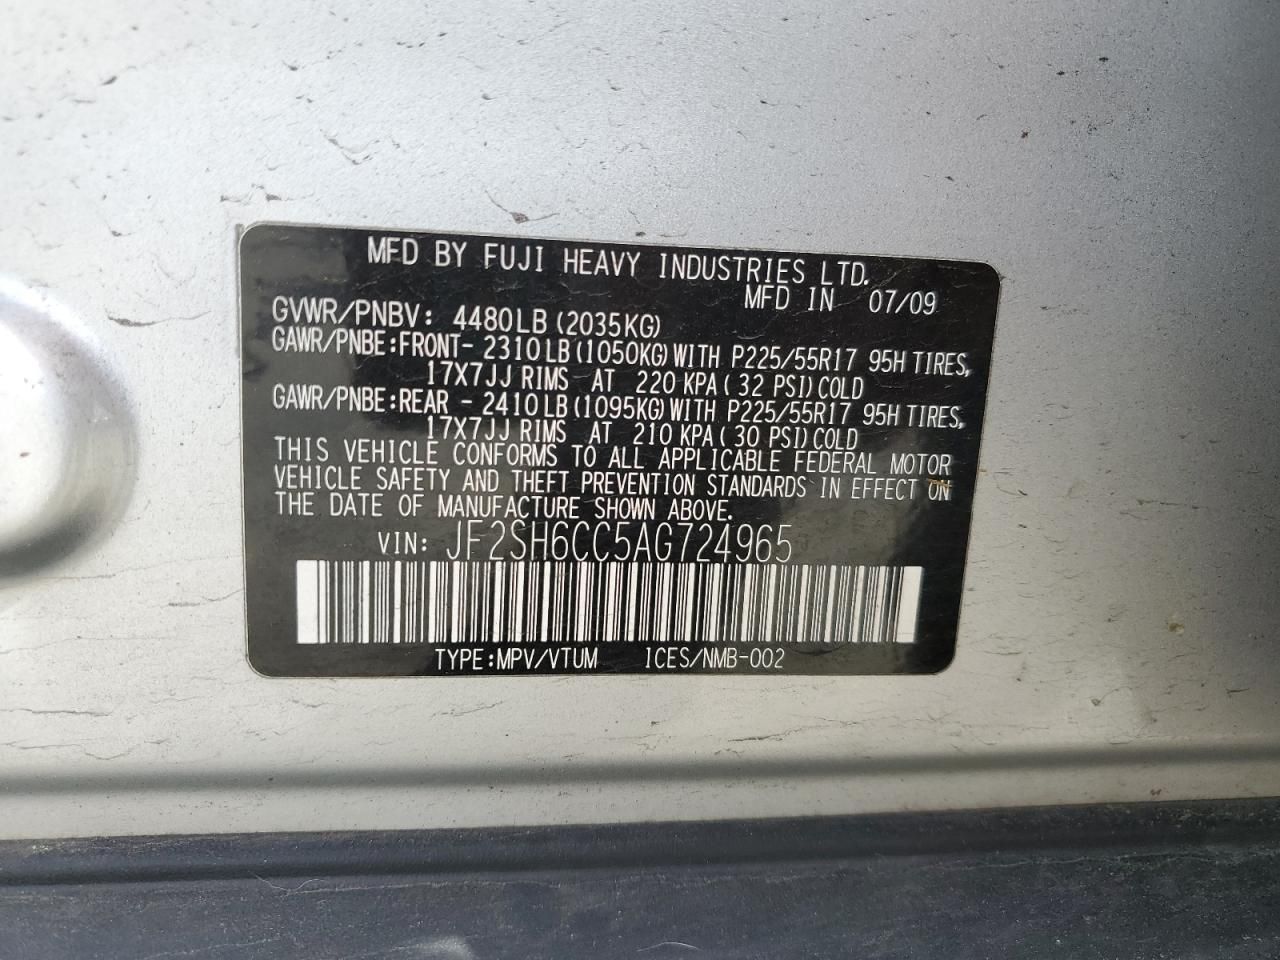 MFD BY FUJI HEAVY INDUSTRIES LTD.
MFD IN 07/09
GVWR/PNBV: 4480LB (2035KG)
GAWR/PNBE:FRONT- 2310LB (1050KG) WITH P225/55R17 95H TIRES,
17X7JJ RIMS AT 220 KPA ( 32 PSI) COLD
GAWR/PNBE:REAR - 2410LB (1095KG) WITH P225/55R17 95H TIRES,
17X7JJ RIMS AT 210 KPA ( 30 PSI) COLD
THIS VEHICLE CONFORMS TO ALL APPLICABLE FEDERAL MOTOR
VEHICLE SAFETY AND THEFT PREVENTION STANDARDS IN EFFECT ON
THE DATE OF MANUFACTURE SHOWN ABOVE.
VIN: JF2SH6CC5AG724965
TYPE:MPV/VTUM ICES/NMB-002